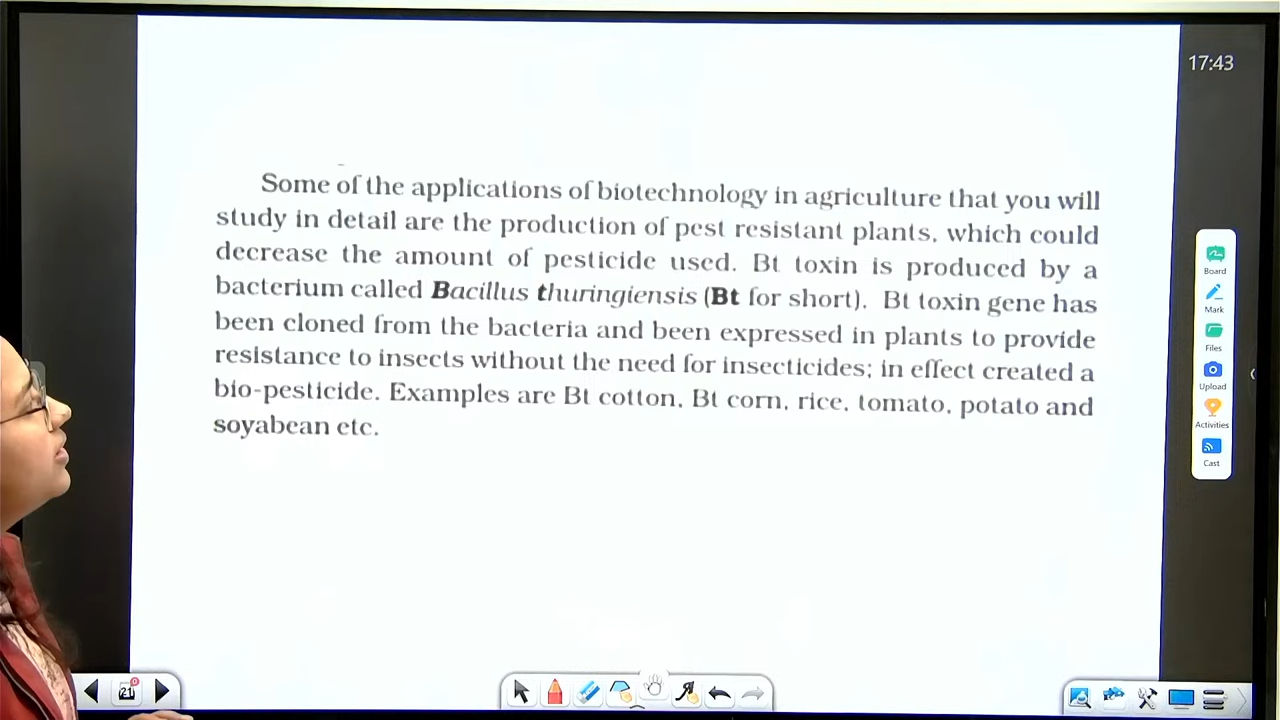 17:43
Some of the applications of biotechnology in agriculture that you will
study in detail are the production of pest resistant plants, which could
decrease the amount of pesticide used. Bt toxin is produced by a
bacterium called Bacillus thuringiensis (Bt for short). Bt toxin gene has
been cloned from the bacteria and been expressed in plants to provide
resistance to insects without the need for insecticides; in effect created a
bio-pesticide. Examples are Bt cotton, Bt corn, rice, tomato, potato and
soyabean etc.
Board
Mark
Files
Upload
Activities
Cast
21
0